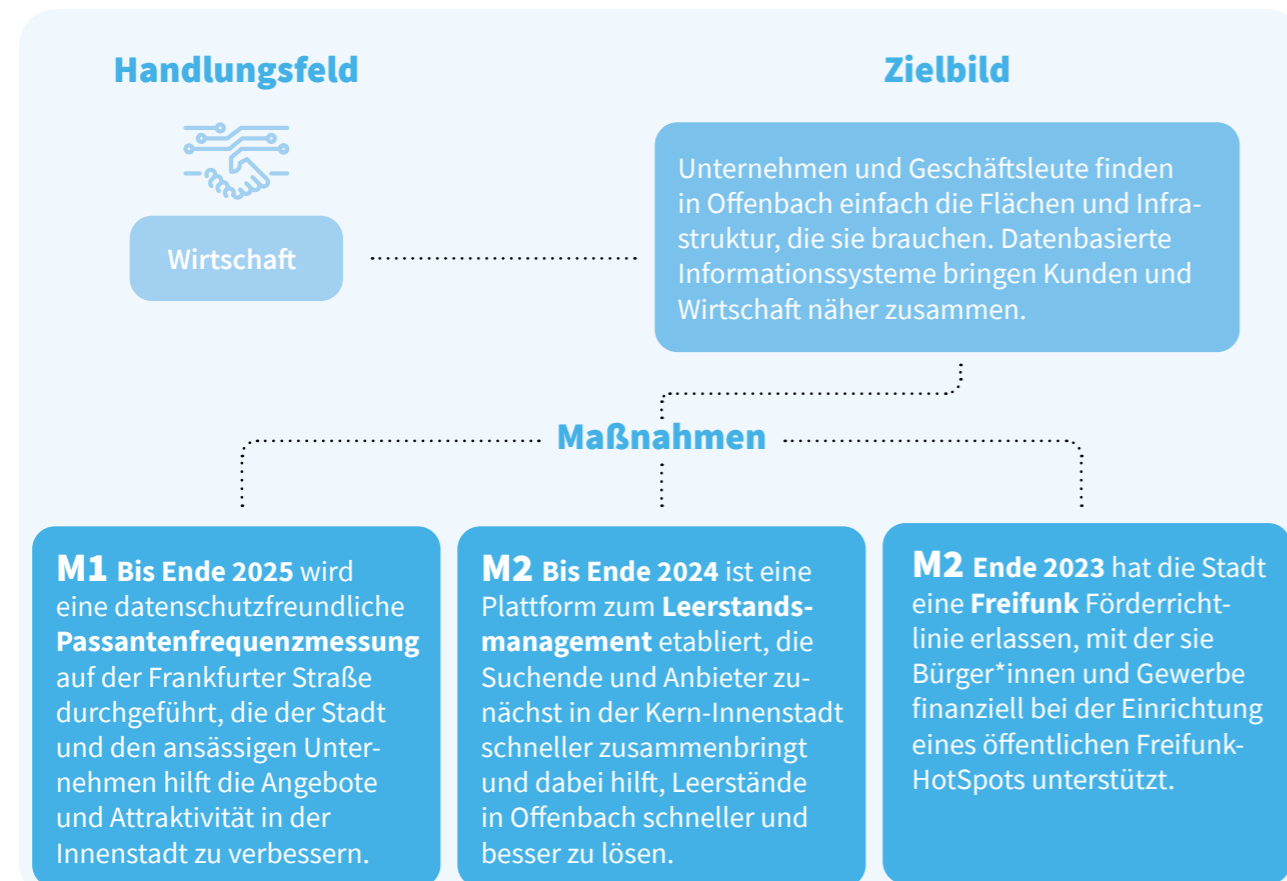 Handlungsfeld
Wirtschaft
Zielbild
Unternehmen und Geschäftsleute finden
in Offenbach einfach die Flächen und Infra-
struktur, die sie brauchen. Datenbasierte
Informationssysteme bringen Kunden und
Wirtschaft näher zusammen.
Maßnahmen
M1 Bis Ende 2025 wird
eine datenschutzfreundliche
Passantenfrequenzmessung
auf der Frankfurter Straße
durchgeführt, die der Stadt
und den ansässigen Unter-
nehmen hilft die Angebote
und Attraktivität in der
Innenstadt zu verbessern.
M2 Bis Ende 2024 ist eine
Plattform zum Leerstands-
management etabliert, die
Suchende und Anbieter zu-
nächst in der Kern-Innenstadt
schneller zusammenbringt
und dabei hilft, Leerstände
in Offenbach schneller und
besser zu lösen.
M2 Ende 2023 hat die Stadt
eine Freifunk Förderricht-
linie erlassen, mit der sie
Bürger*innen und Gewerbe
finanziell bei der Einrichtung
eines öffentlichen Freifunk-
HotSpots unterstützt.